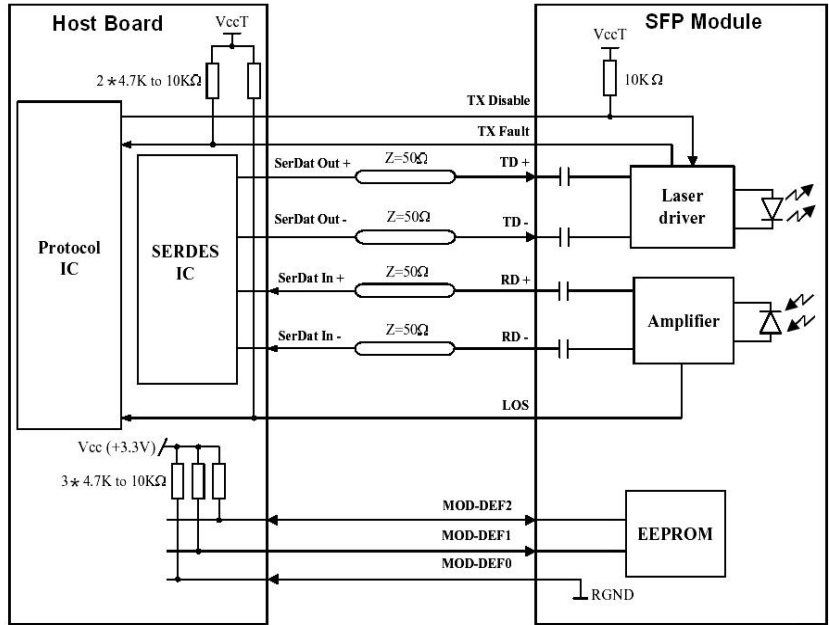 Host Board
SFP Module
VccT
VccT
2*4.7K to 10KΩ
10KΩ
TX Disable
TX Fault
SerDat Out +
Z=50Ω
TD +
SerDat Out -
Z=50Ω
TD -
Laser
driver
Protocol
IC
SERDES
IC
SerDat In +
Z=50Ω
RD +
SerDat In -
Z=50Ω
RD -
Amplifier
LOS
Vcc (+3.3V)
3*4.7K to 10KΩ
MOD-DEF2
MOD-DEF1
MOD-DEF0
EEPROM
RGND